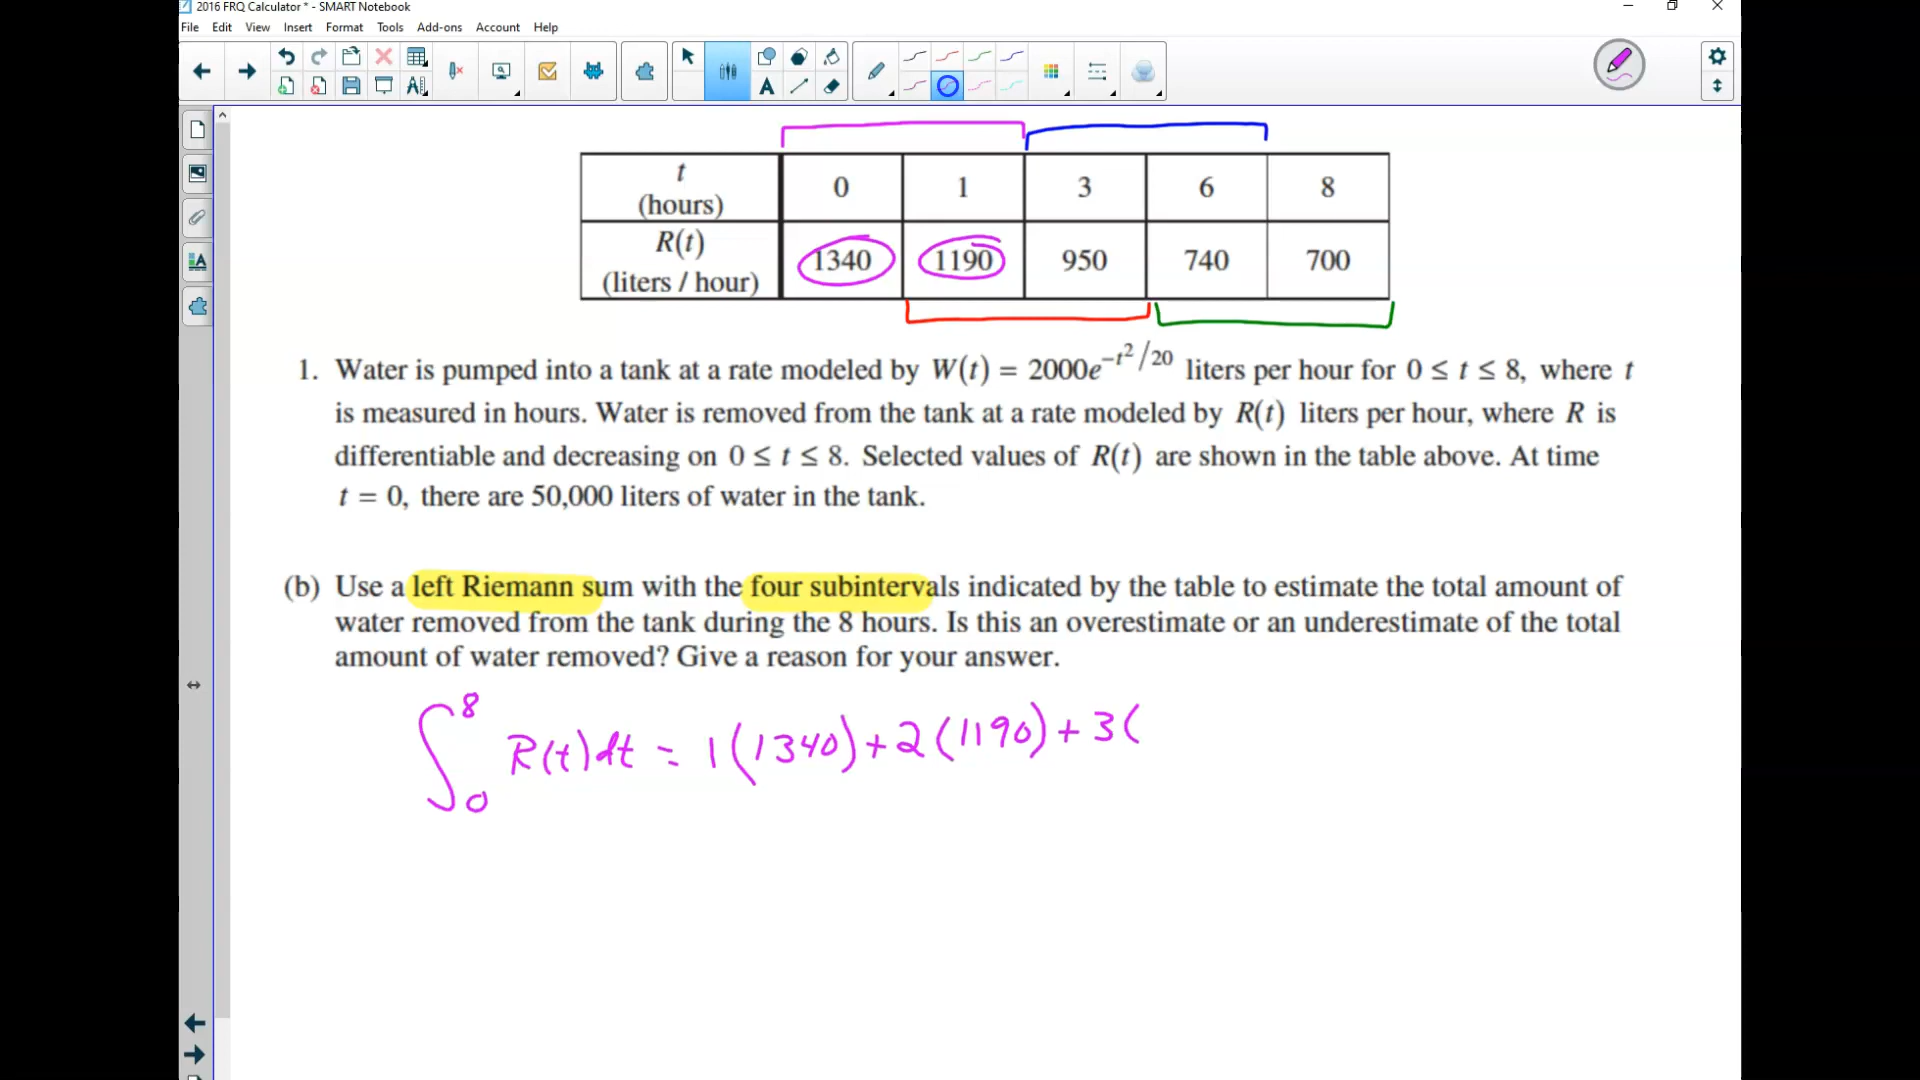 2016 FRQ Calculator * - SMART Notebook
File Edit View Insert Format Tools Add-ons Account Help
t (hours) 0 1 3 6 8
R(t) (liters / hour) 1340 1190 950 740 700
1. Water is pumped into a tank at a rate modeled by W(t) = 2000e^{-t²/20} liters per hour for 0 ≤ t ≤ 8, where t
is measured in hours. Water is removed from the tank at a rate modeled by R(t) liters per hour, where R is
differentiable and decreasing on 0 ≤ t ≤ 8. Selected values of R(t) are shown in the table above. At time
t = 0, there are 50,000 liters of water in the tank.
(b) Use a left Riemann sum with the four subintervals indicated by the table to estimate the total amount of
water removed from the tank during the 8 hours. Is this an overestimate or an underestimate of the total
amount of water removed? Give a reason for your answer.
∫₀⁸ R(t)dt = 1(1340)+2(1190)+3(